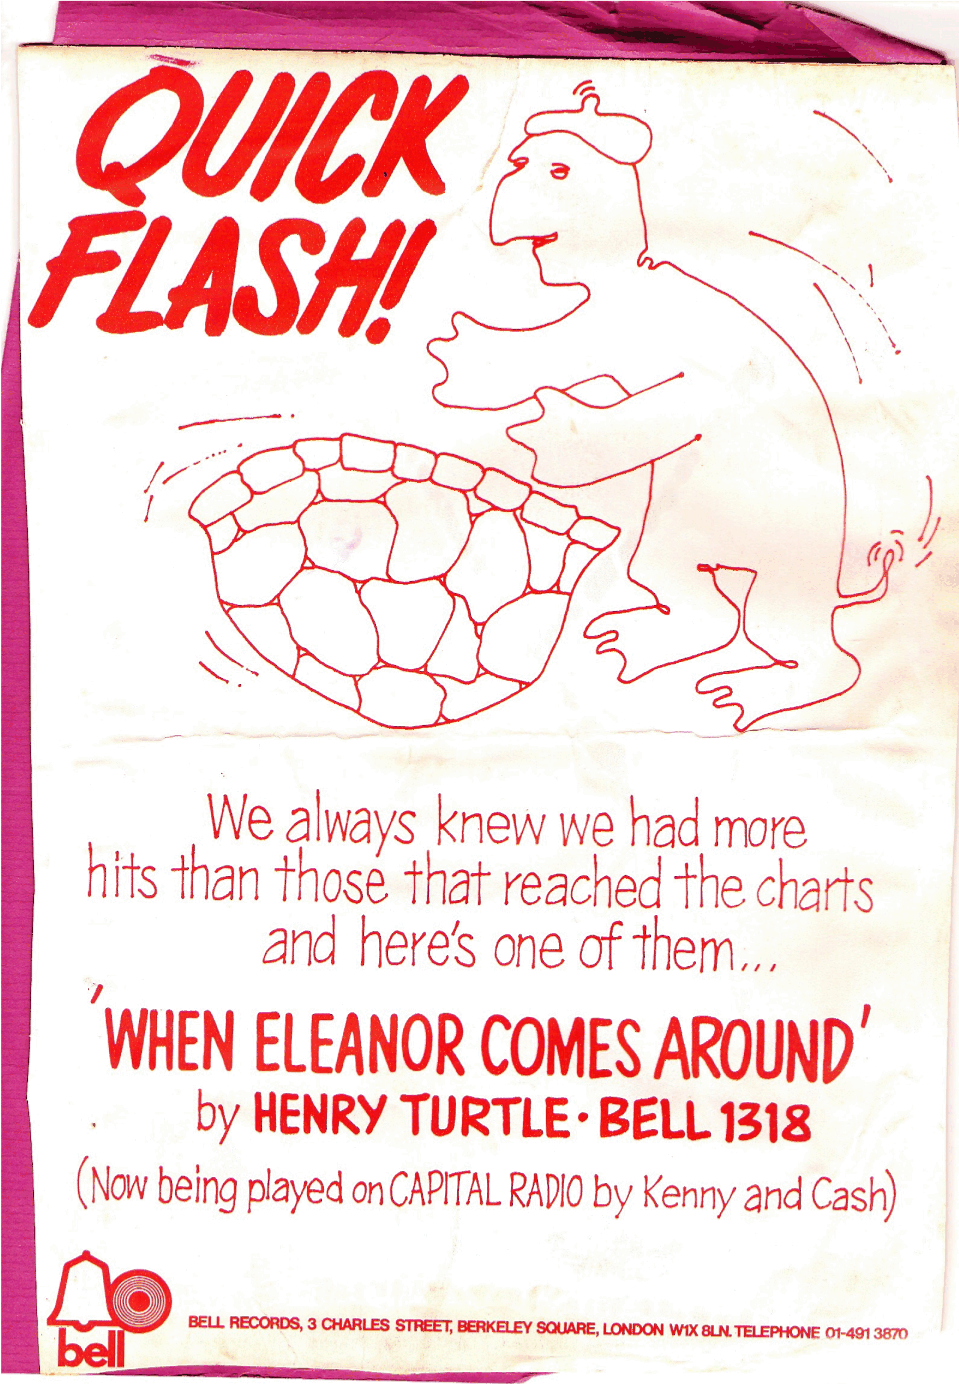 QUICK
FLASH!
We always knew we had more
hits than those that reached the charts
and here's one of them...
'WHEN ELEANOR COMES AROUND'
by HENRY TURTLE · BELL 1318
(Now being played on CAPITAL RADIO by Kenny and Cash)
bell
BELL RECORDS, 3 CHARLES STREET, BERKELEY SQUARE, LONDON W1X 8LN. TELEPHONE 01-491 3870